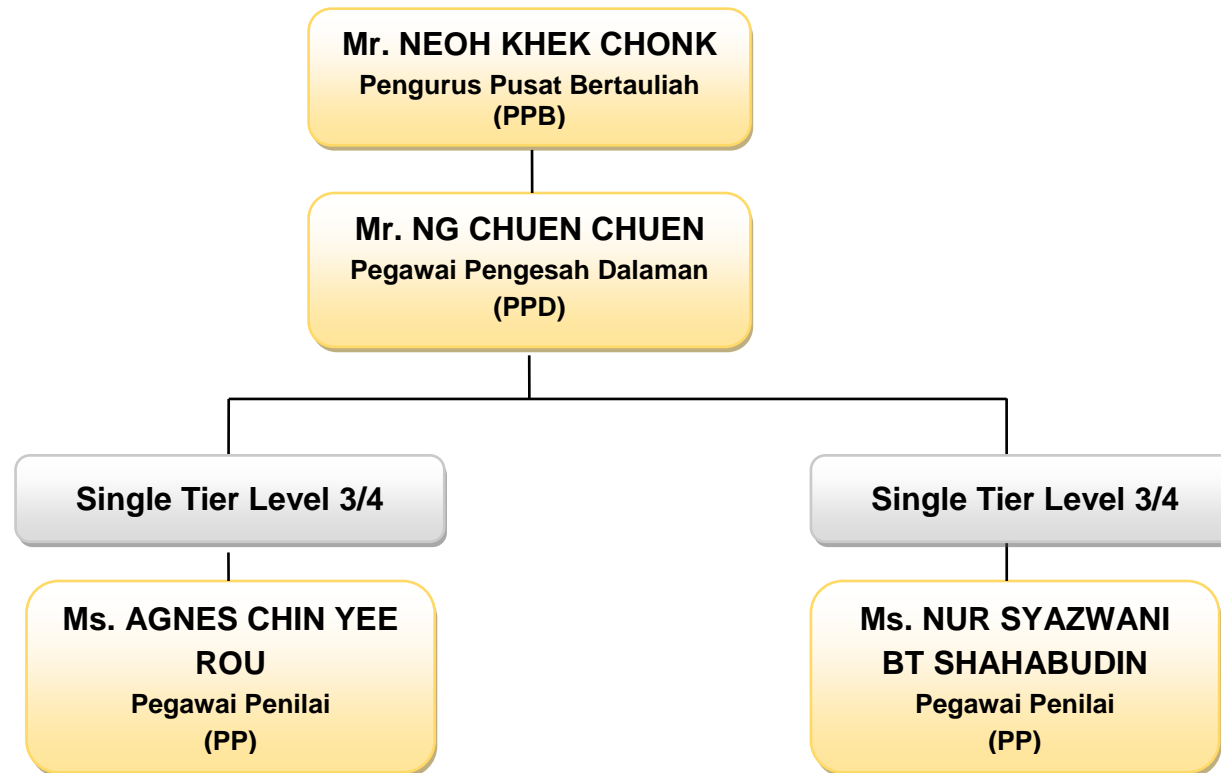 Mr. NEOH KHEK CHONK
Pengurus Pusat Bertauliah
(PPB)
Mr. NG CHUEN CHUEN
Pegawai Pengesah Dalaman
(PPD)
Single Tier Level 3/4
Single Tier Level 3/4
Ms. AGNES CHIN YEE
ROU
Pegawai Penilai
(PP)
Ms. NUR SYAZWANI
BT SHAHABUDIN
Pegawai Penilai
(PP)